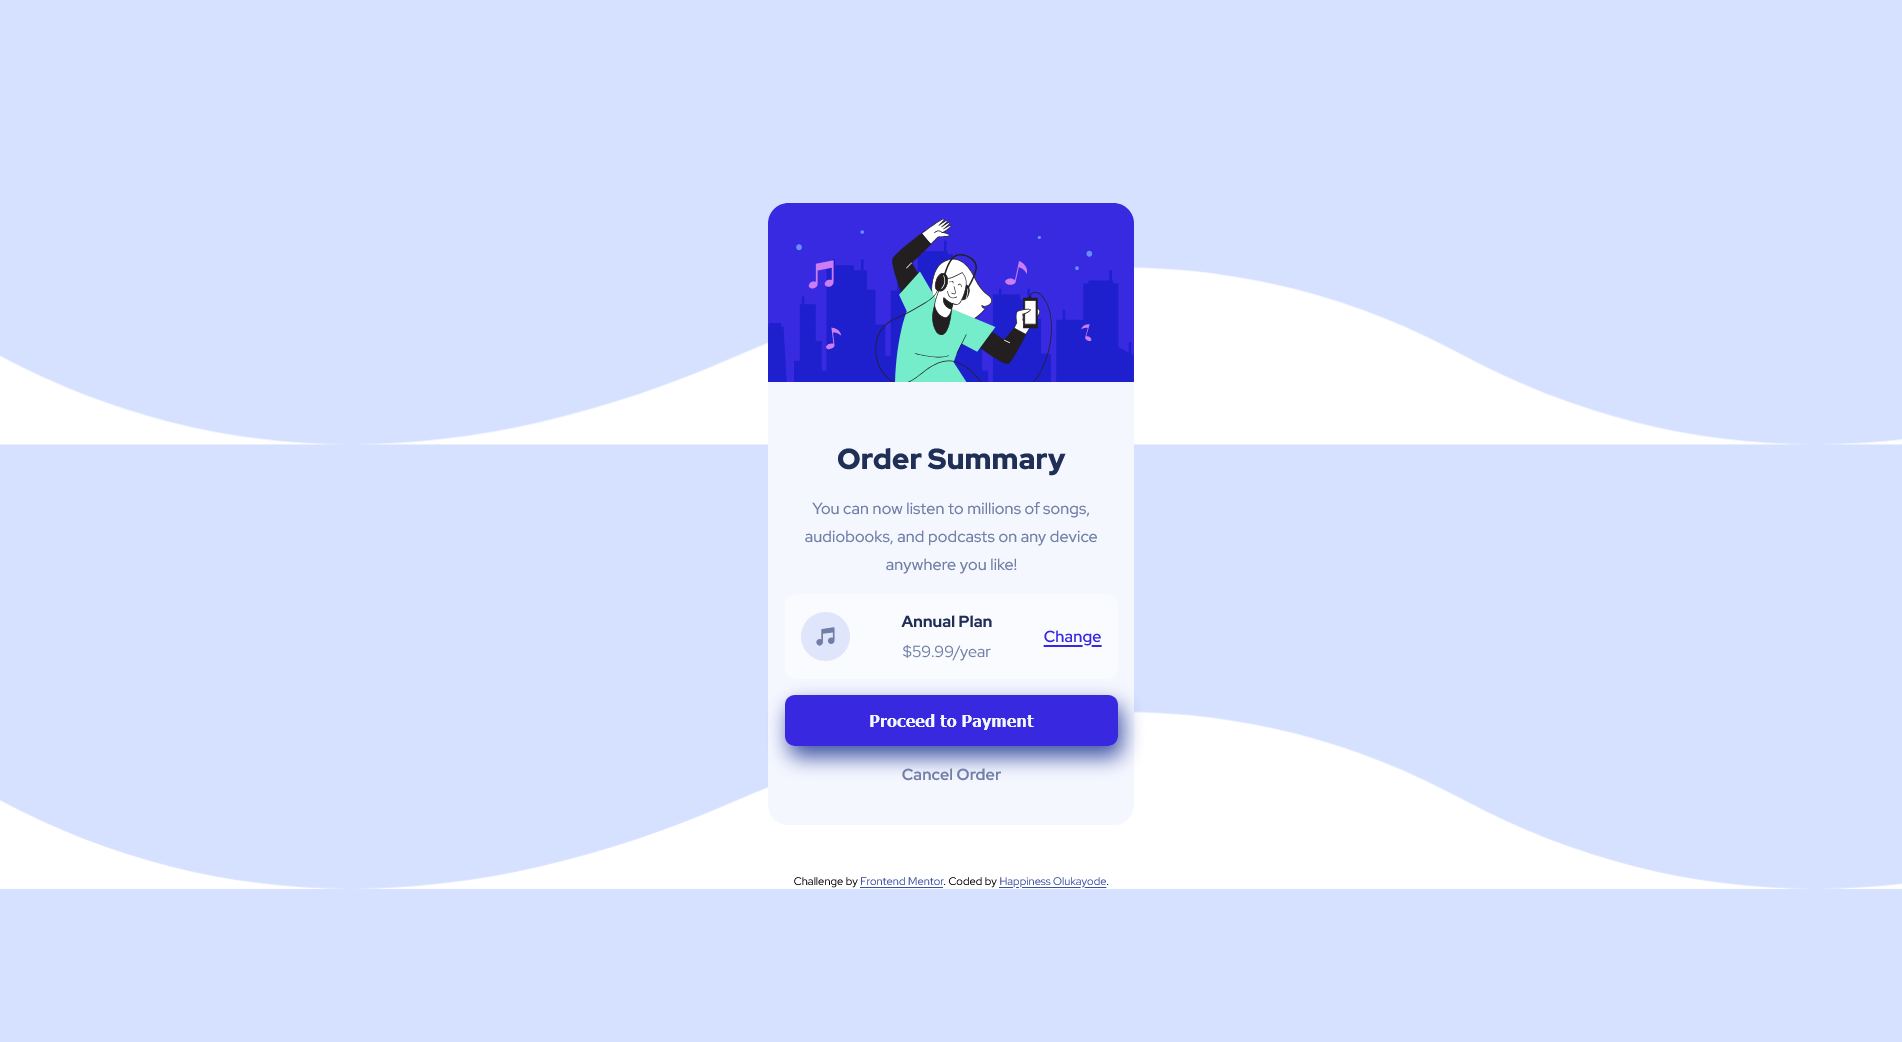 Order Summary
You can now listen to millions of songs,
audiobooks, and podcasts on any device
anywhere you like!
Annual Plan
$59.99/year
Change
Proceed to Payment
Cancel Order
Challenge by Frontend Mentor. Coded by Happiness Olukayode.